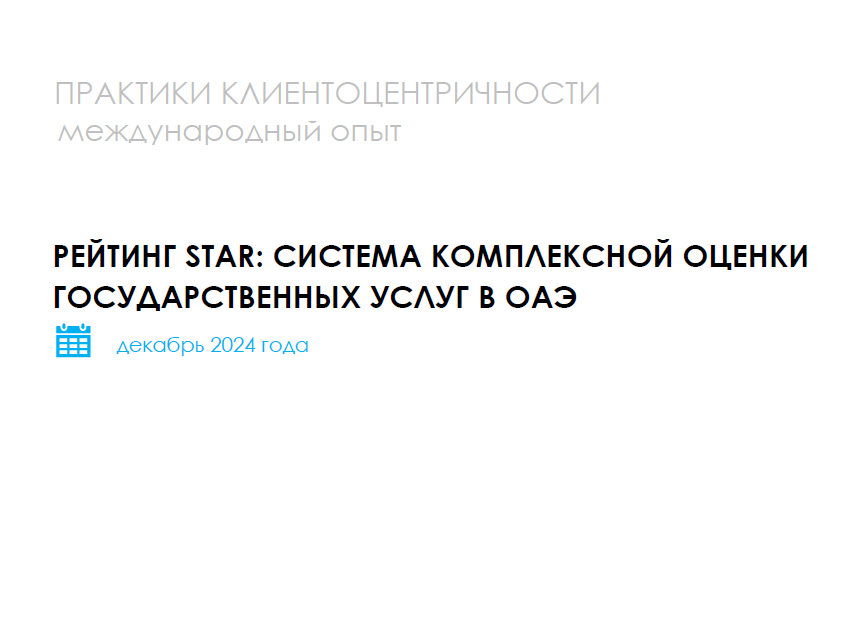 ПРАКТИКИ КЛИЕНТОЦЕНТРИЧНОСТИ
международный опыт
РЕЙТИНГ STAR: СИСТЕМА КОМПЛЕКСНОЙ ОЦЕНКИ
ГОСУДАРСТВЕННЫХ УСЛУГ В ОАЭ
декабрь 2024 года